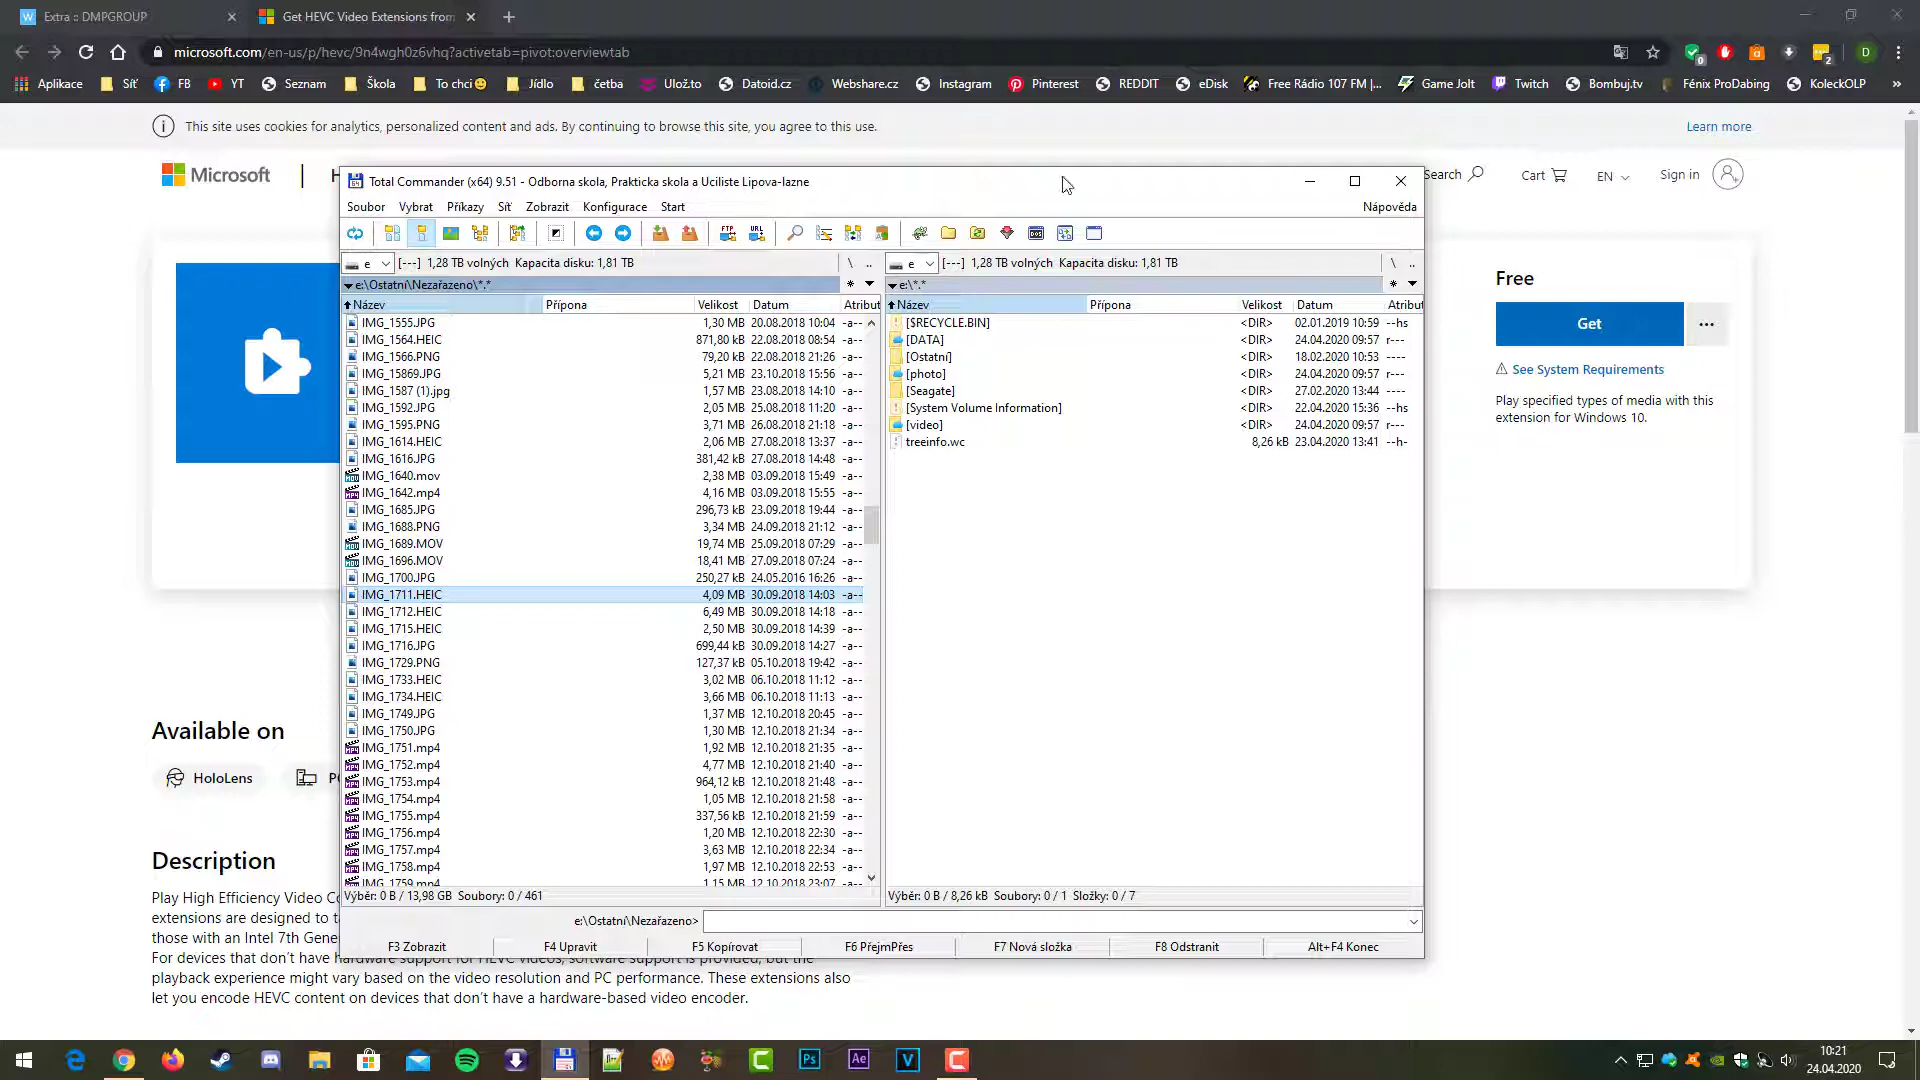 Extra :: DMPGROUP
Get HEVC Video Extensions from
microsoft.com/en-us/p/hevc/9n4wgh0z6vhq?activetab=pivot:overviewtab
Aplikace
Síť
FB
YT
Seznam
Škola
To chci
Jídlo
četba
Ulož.to
Datoid.cz
Webshare.cz
Instagram
Pinterest
REDDIT
eDisk
Free Rádio 107 FM |...
Game Jolt
Twitch
Bombuj.tv
Fénix ProDabing
KoleckOLP
This site uses cookies for analytics, personalized content and ads. By continuing to browse this site, you agree to this use.
Learn more
Microsoft
Search
Cart
EN
Sign in
Total Commander (x64) 9.51 - Odborna skola, Prakticka skola a Uciliste Lipova-lazne
Soubor Vybrat Příkazy Síť Zobrazit Konfigurace Start Nápověda
e [---] 1,28 TB volných Kapacita disku: 1,81 TB \ ..
e:\Ostatní\Nezařazeno\*.* * 
Název Přípona Velikost Datum Atribut
IMG_1555.JPG 1,30 MB 20.08.2018 10:04 -a--
IMG_1564.HEIC 871,80 kB 22.08.2018 08:54 -a--
IMG_1566.PNG 79,20 kB 22.08.2018 21:26 -a--
IMG_15869.JPG 5,21 MB 23.10.2018 15:56 -a--
IMG_1587 (1).jpg 1,57 MB 23.08.2018 14:10 -a--
IMG_1592.JPG 2,05 MB 25.08.2018 11:20 -a--
IMG_1595.PNG 3,71 MB 26.08.2018 21:18 -a--
IMG_1614.HEIC 2,06 MB 27.08.2018 13:37 -a--
IMG_1616.JPG 381,42 kB 27.08.2018 14:48 -a--
IMG_1640.mov 2,38 MB 03.09.2018 15:49 -a--
IMG_1642.mp4 4,16 MB 03.09.2018 15:55 -a--
IMG_1685.JPG 296,73 kB 23.09.2018 19:44 -a--
IMG_1688.PNG 3,34 MB 24.09.2018 21:12 -a--
IMG_1689.MOV 19,74 MB 25.09.2018 07:29 -a--
IMG_1696.MOV 18,41 MB 27.09.2018 07:24 -a--
IMG_1700.JPG 250,27 kB 24.05.2016 16:26 -a--
IMG_1711.HEIC 4,09 MB 30.09.2018 14:03 -a--
IMG_1712.HEIC 6,49 MB 30.09.2018 14:18 -a--
IMG_1715.HEIC 2,50 MB 30.09.2018 14:39 -a--
IMG_1716.JPG 699,44 kB 30.09.2018 14:27 -a--
IMG_1729.PNG 127,37 kB 05.10.2018 19:42 -a--
IMG_1733.HEIC 3,02 MB 06.10.2018 11:12 -a--
IMG_1734.HEIC 3,66 MB 06.10.2018 11:13 -a--
IMG_1749.JPG 1,37 MB 12.10.2018 20:45 -a--
IMG_1750.JPG 1,30 MB 12.10.2018 21:34 -a--
IMG_1751.mp4 1,92 MB 12.10.2018 21:35 -a--
IMG_1752.mp4 4,77 MB 12.10.2018 21:40 -a--
IMG_1753.mp4 964,12 kB 12.10.2018 21:48 -a--
IMG_1754.mp4 1,05 MB 12.10.2018 21:58 -a--
IMG_1755.mp4 337,56 kB 12.10.2018 21:59 -a--
IMG_1756.mp4 1,20 MB 12.10.2018 22:30 -a--
IMG_1757.mp4 3,63 MB 12.10.2018 22:34 -a--
IMG_1758.mp4 1,97 MB 12.10.2018 22:53 -a--
IMG_1759.mp4 1,15 MB 12.10.2018 23:07 -a--
Výběr: 0 B / 13,98 GB Soubory: 0 / 461
e [---] 1,28 TB volných Kapacita disku: 1,81 TB \ ..
e:\*.* *
Název Přípona Velikost Datum Atribut
[$RECYCLE.BIN] <DIR> 02.01.2019 10:59 --hs
[DATA] <DIR> 24.04.2020 09:57 r---
[Ostatní] <DIR> 18.02.2020 10:53 ----
[photo] <DIR> 24.04.2020 09:57 r---
[Seagate] <DIR> 27.02.2020 13:44 ----
[System Volume Information] <DIR> 22.04.2020 15:36 --hs
[video] <DIR> 24.04.2020 09:57 r---
treeinfo.wc 8,26 kB 23.04.2020 13:41 --h-
Výběr: 0 B / 8,26 kB Soubory: 0 / 1 Složky: 0 / 7
e:\Ostatní\Nezařazeno>
F3 Zobrazit F4 Upravit F5 Kopírovat F6 PřejmPřes F7 Nová složka F8 Odstranit Alt+F4 Konec
Free
Get
See System Requirements
Play specified types of media with this
extension for Windows 10.
Available on
HoloLens
Description
Play High Efficiency Video
extensions are designed to
those with an Intel 7th
For devices that don't have hardware support for HEVC videos, software support is provided, but the
playback experience might vary based on the video resolution and PC performance. These extensions also
let you encode HEVC content on devices that don't have a hardware-based video encoder.
10:21
24.04.2020